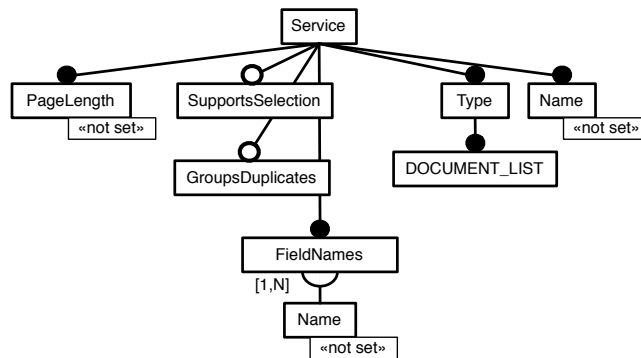 Service
PageLength
«not set»
SupportsSelection
Type
Name
«not set»
GroupsDuplicates
DOCUMENT_LIST
FieldNames
[1,N]
Name
«not set»